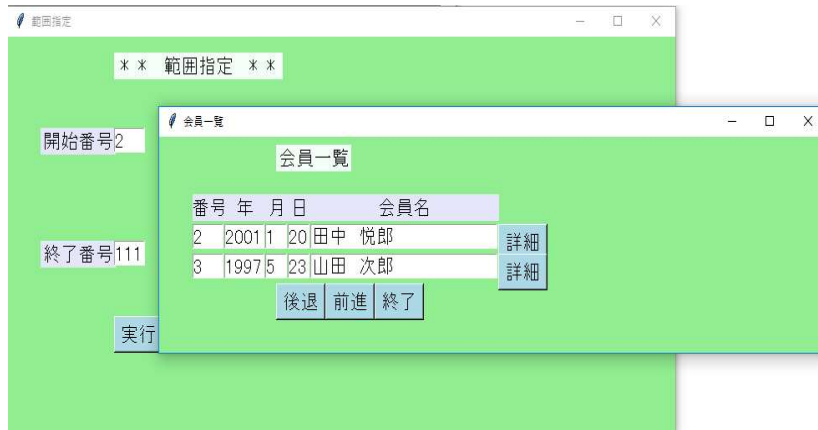 範囲指定
＊＊ 範囲指定 ＊＊
開始番号 2
終了番号 111
実行
会員一覧
会員一覧
番号 年 月 日 会員名
2 2001 1 20 田中 悦郎 詳細
3 1997 5 23 山田 次郎 詳細
後退 前進 終了